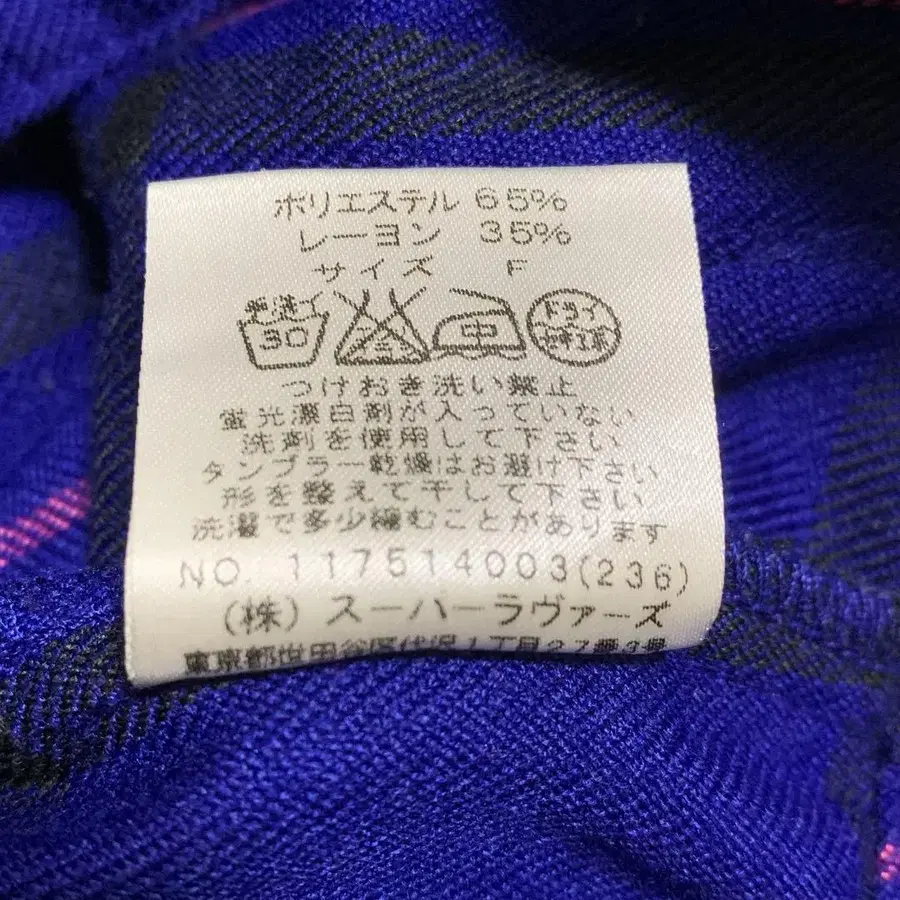 ポリエステル 65%
レーヨン 35%
サイズ F
手洗イ 30 中 ドライ セキユ系
つけおき洗い禁止
蛍光漂白剤が入っていない
洗剤を使用して下さい
タンブラー乾燥はお避け下さい
形を整えて干して下さい
洗濯で多少縮むことがあります
NO. 117514003(236)
(株) スーパーラヴァーズ
東京都世田谷区代沢1丁目27番3号